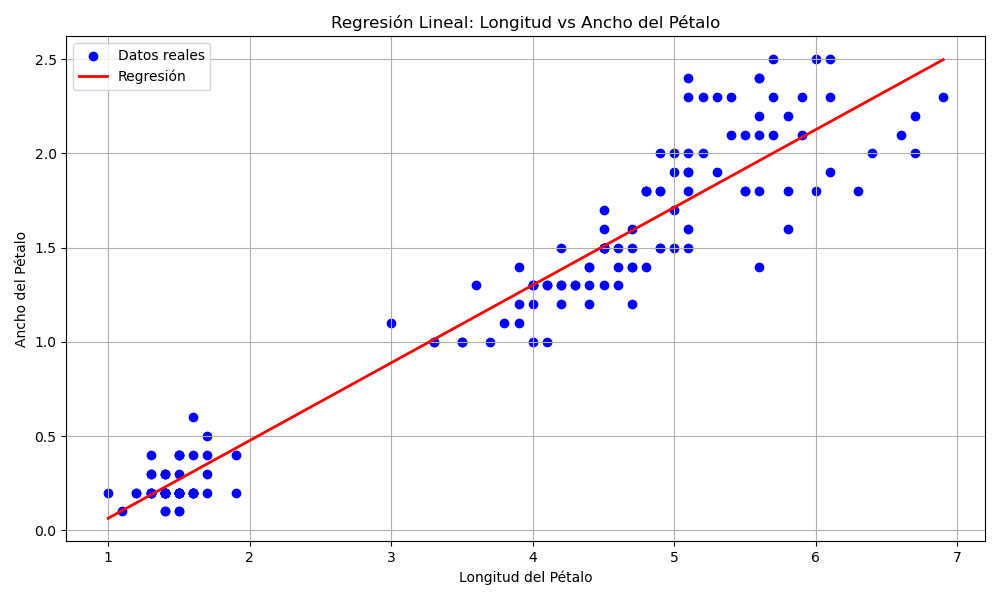 Regresión Lineal: Longitud vs Ancho del Pétalo
Datos reales
Regresión
Ancho del Pétalo
2.5
2.0
1.5
1.0
0.5
0.0
1 2 3 4 5 6 7
Longitud del Pétalo